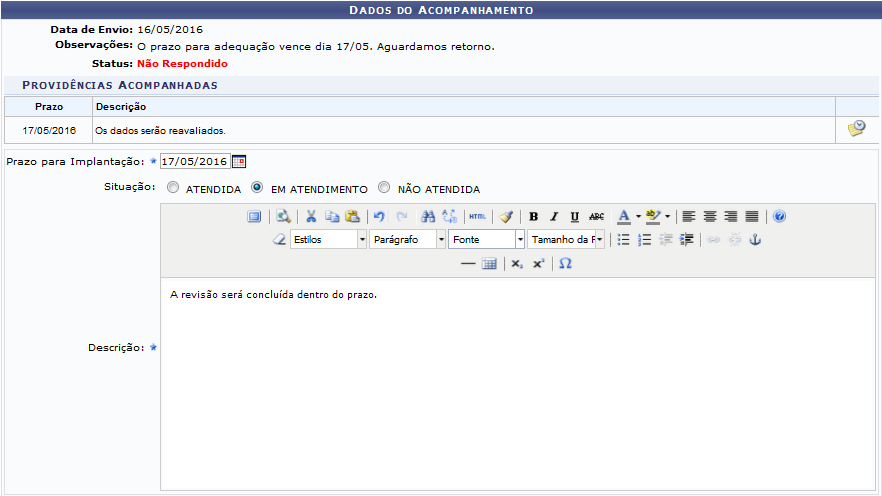 Dados do Acompanhamento
Data de Envio: 16/05/2016
Observações: O prazo para adequação vence dia 17/05. Aguardamos retorno.
Status: Não Respondido
Providências Acompanhadas
Prazo Descrição
17/05/2016 Os dados serão reavaliados.
Prazo para Implantação: 17/05/2016
Situação: ATENDIDA EM ATENDIMENTO NÃO ATENDIDA
HTML B I U ABC A ab
Estilos Parágrafo Fonte Tamanho da F
x₂ x² Ω
A revisão será concluída dentro do prazo.
Descrição: